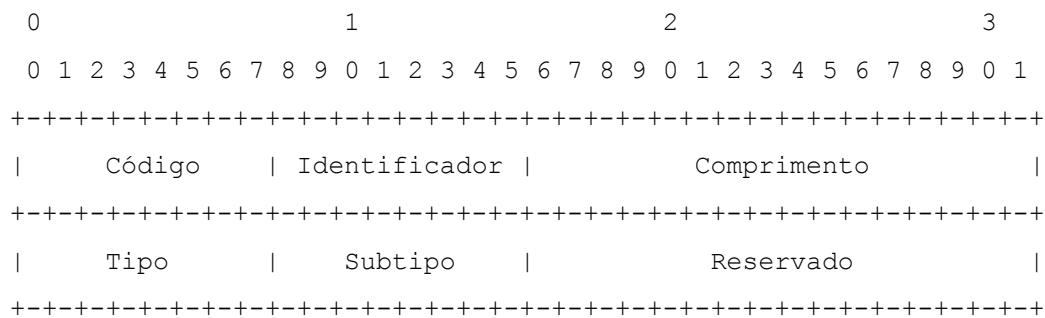 0                   1                   2                   3
0 1 2 3 4 5 6 7 8 9 0 1 2 3 4 5 6 7 8 9 0 1 2 3 4 5 6 7 8 9 0 1
+-+-+-+-+-+-+-+-+-+-+-+-+-+-+-+-+-+-+-+-+-+-+-+-+-+-+-+-+-+-+-+-+
|     Código    | Identificador |          Comprimento          |
+-+-+-+-+-+-+-+-+-+-+-+-+-+-+-+-+-+-+-+-+-+-+-+-+-+-+-+-+-+-+-+-+
|     Tipo      |    Subtipo    |           Reservado           |
+-+-+-+-+-+-+-+-+-+-+-+-+-+-+-+-+-+-+-+-+-+-+-+-+-+-+-+-+-+-+-+-+